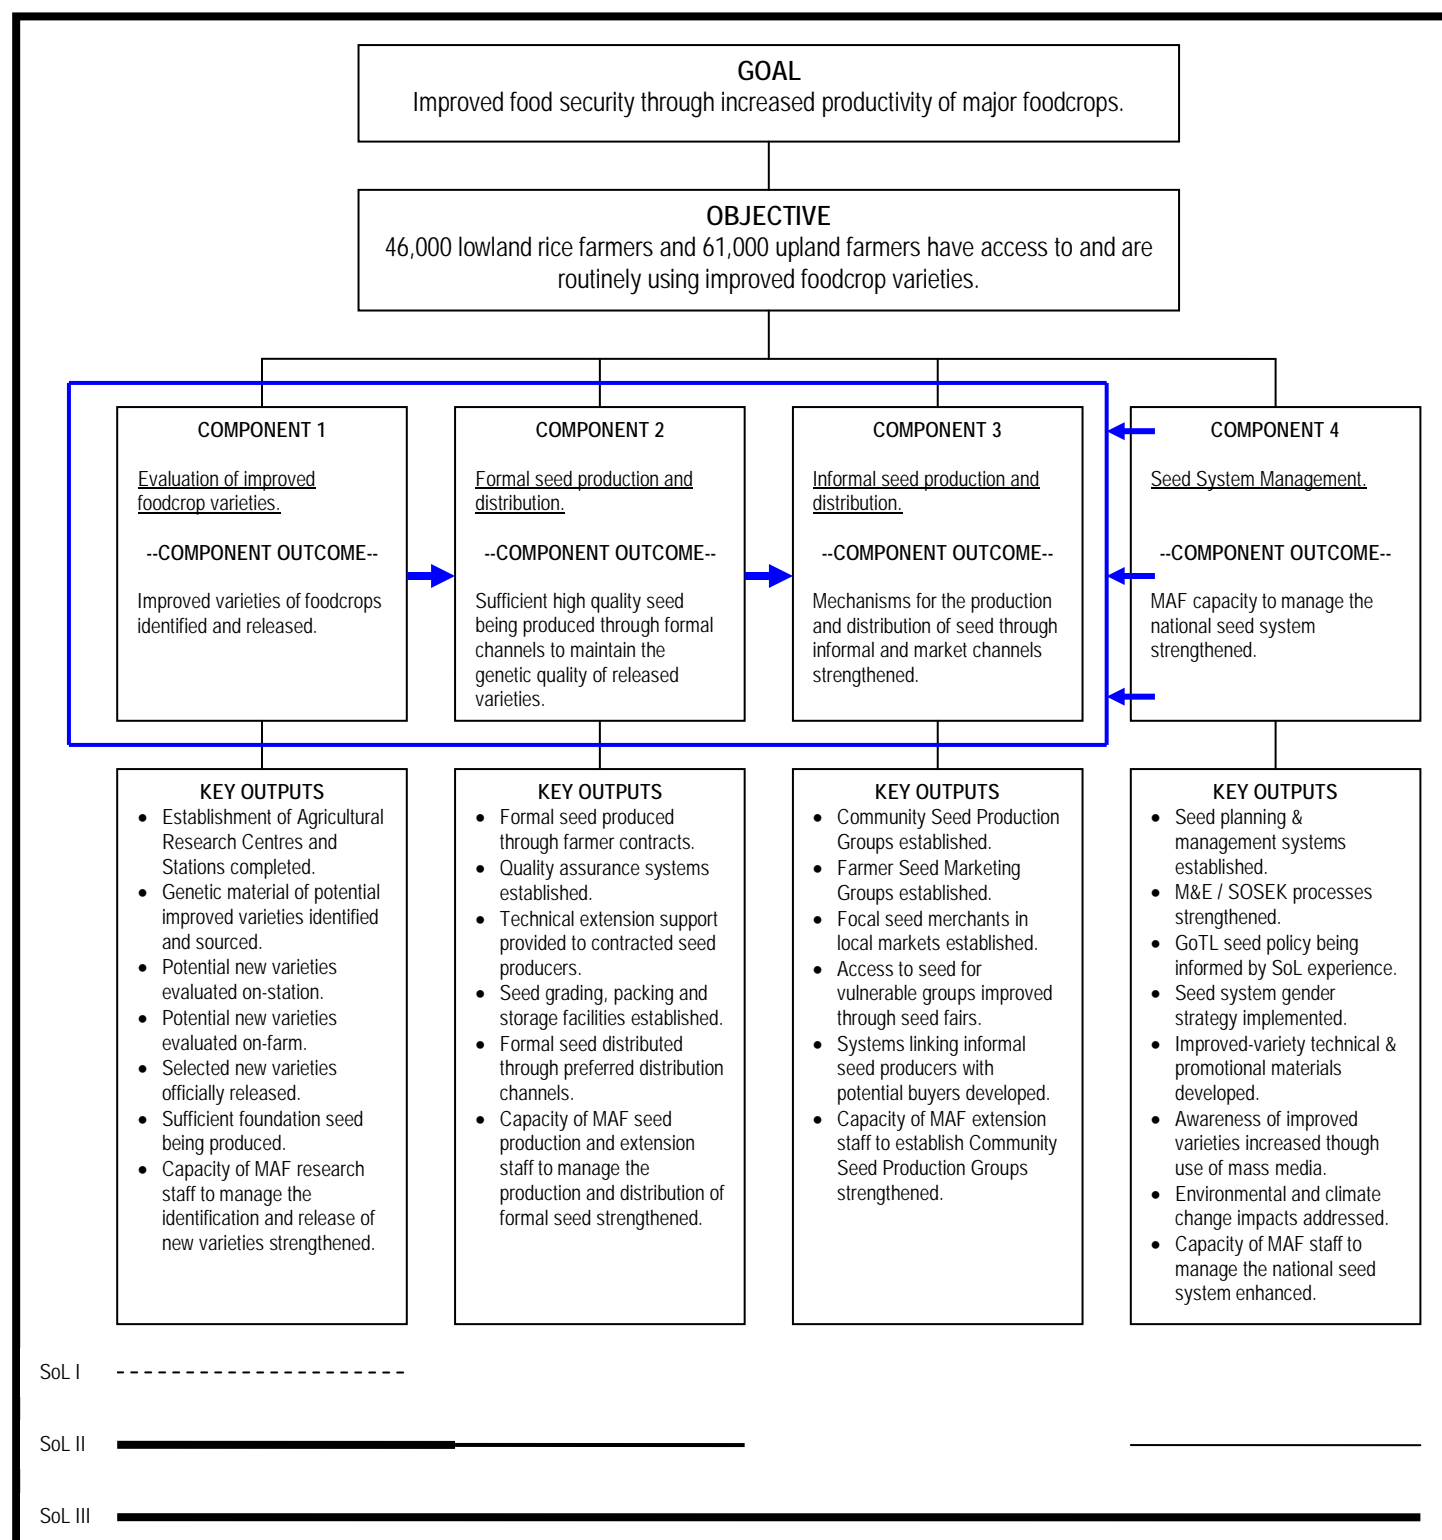 GOAL
Improved food security through increased productivity of major foodcrops.
OBJECTIVE
46,000 lowland rice farmers and 61,000 upland farmers have access to and are
routinely using improved foodcrop varieties.
COMPONENT 1
Evaluation of improved
foodcrop varieties.
--COMPONENT OUTCOME--
Improved varieties of foodcrops
identified and released.
COMPONENT 2
Formal seed production and
distribution.
--COMPONENT OUTCOME--
Sufficient high quality seed
being produced through formal
channels to maintain the
genetic quality of released
varieties.
COMPONENT 3
Informal seed production and
distribution.
--COMPONENT OUTCOME--
Mechanisms for the production
and distribution of seed through
informal and market channels
strengthened.
COMPONENT 4
Seed System Management.
--COMPONENT OUTCOME--
MAF capacity to manage the
national seed system
strengthened.
KEY OUTPUTS
• Establishment of Agricultural
Research Centres and
Stations completed.
• Genetic material of potential
improved varieties identified
and sourced.
• Potential new varieties
evaluated on-station.
• Potential new varieties
evaluated on-farm.
• Selected new varieties
officially released.
• Sufficient foundation seed
being produced.
• Capacity of MAF research
staff to manage the
identification and release of
new varieties strengthened.
KEY OUTPUTS
• Formal seed produced
through farmer contracts.
• Quality assurance systems
established.
• Technical extension support
provided to contracted seed
producers.
• Seed grading, packing and
storage facilities established.
• Formal seed distributed
through preferred distribution
channels.
• Capacity of MAF seed
production and extension
staff to manage the
production and distribution of
formal seed strengthened.
KEY OUTPUTS
• Community Seed Production
Groups established.
• Farmer Seed Marketing
Groups established.
• Focal seed merchants in
local markets established.
• Access to seed for
vulnerable groups improved
through seed fairs.
• Systems linking informal
seed producers with
potential buyers developed.
• Capacity of MAF extension
staff to establish Community
Seed Production Groups
strengthened.
KEY OUTPUTS
• Seed planning &
management systems
established.
• M&E / SOSEK processes
strengthened.
• GoTL seed policy being
informed by SoL experience.
• Seed system gender
strategy implemented.
• Improved-variety technical &
promotional materials
developed.
• Awareness of improved
varieties increased though
use of mass media.
• Environmental and climate
change impacts addressed.
• Capacity of MAF staff to
manage the national seed
system enhanced.
SoL I
SoL II
SoL III